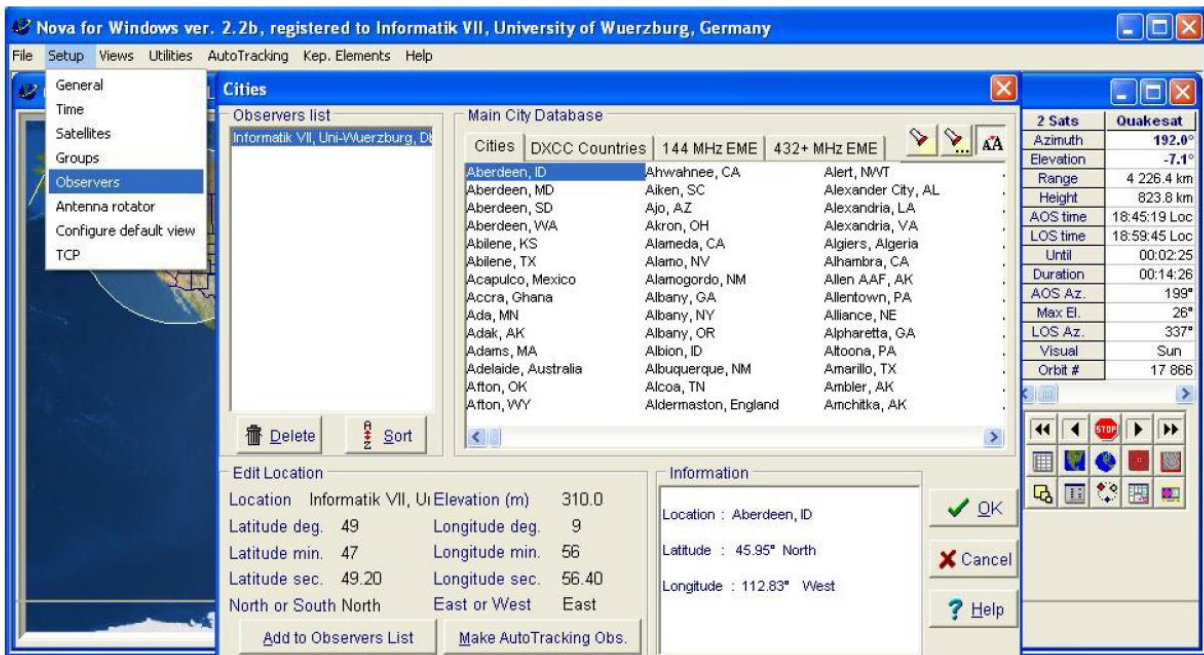 Nova for Windows ver. 2.2b, registered to Informatik VII, University of Wuerzburg, Germany
File Setup Views Utilities AutoTracking Kep. Elements Help
General
Time
Satellites
Groups
Observers
Antenna rotator
Configure default view
TCP
Cities
Observers list
Informatik VII, Uni-Wuerzburg,
Delete
Sort
Main City Database
Cities DXCC Countries 144 MHz EME 432+ MHz EME
Aberdeen, ID Ahwahnee, CA Alert, NWT
Aberdeen, MD Aiken, SC Alexander City, AL
Aberdeen, SD Ajo, AZ Alexandria, LA
Aberdeen, WA Akron, OH Alexandria, VA
Abilene, KS Alameda, CA Algiers, Algeria
Abilene, TX Alamo, NV Alhambra, CA
Acapulco, Mexico Alamogordo, NM Allen AAF, AK
Accra, Ghana Albany, GA Allentown, PA
Ada, MN Albany, NY Alliance, NE
Adak, AK Albany, OR Alpharetta, GA
Adams, MA Albion, ID Altoona, PA
Adelaide, Australia Albuquerque, NM Amarillo, TX
Afton, OK Alcoa, TN Ambler, AK
Afton, WY Aldermaston, England Amchitka, AK
Edit Location
Location Informatik VII, Elevation (m) 310.0
Latitude deg. 49 Longitude deg. 9
Latitude min. 47 Longitude min. 56
Latitude sec. 49.20 Longitude sec. 56.40
North or South North East or West East
Add to Observers List Make AutoTracking Obs.
Information
Location : Aberdeen, ID
Latitude : 45.95° North
Longitude : 112.83° West
OK
Cancel
Help
2 Sats Quakesat
Azimuth 192.0°
Elevation -7.1°
Range 4 226.4 km
Height 823.8 km
AOS time 18:45:19 Loc
LOS time 18:59:45 Loc
Until 00:02:25
Duration 00:14:26
AOS Az. 199°
Max El. 26°
LOS Az. 337°
Visual Sun
Orbit # 17 866
STOP